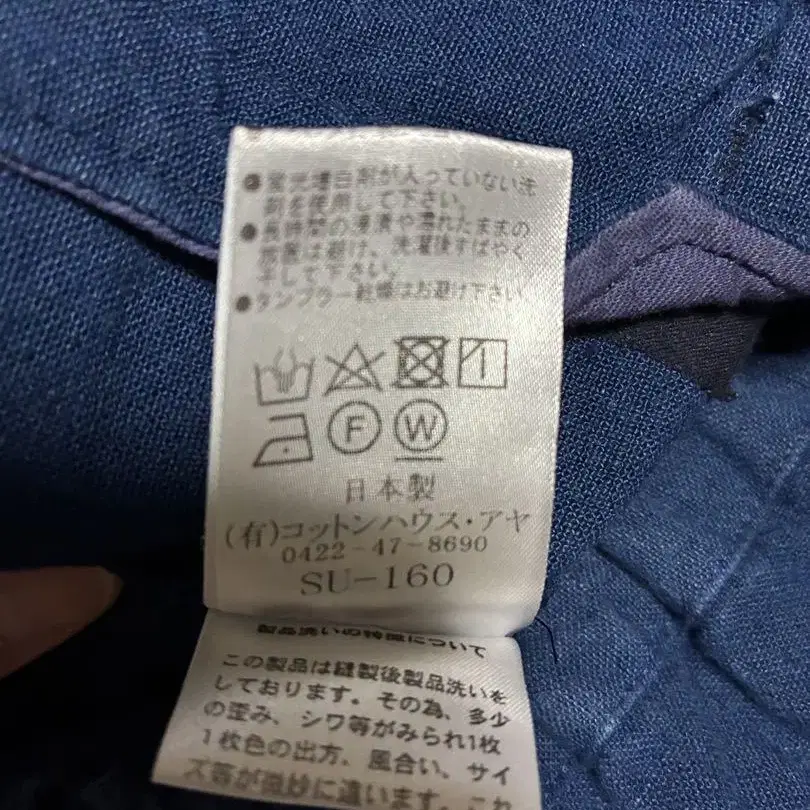 ●蛍光増白剤が入っていない洗
剤を使用して下さい。
●長時間の浸漬や濡れたままの
放置は避け、洗濯後すばやく
干して下さい。
●タンブラー乾燥はお避け下さい
F
W
日本製
(有)コットンハウス・アヤ
0422-47-8690
SU-160
製品洗いの特徴について
この製品は縫製後製品洗いを
しております。その為、多少
の歪み、シワ等がみられ1枚
1枚色の出方、風合い、サイ
ズ等が微妙に違います。これ